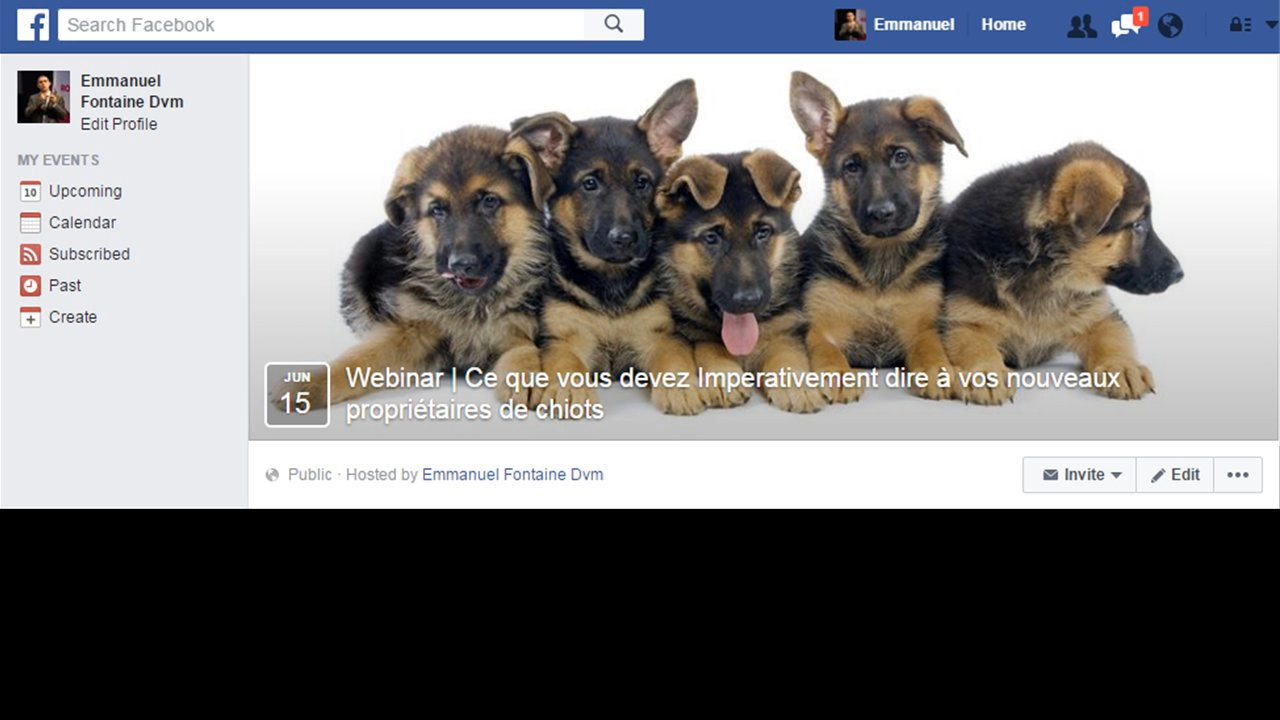 f
Search Facebook
Emmanuel
Home
1
Emmanuel
Fontaine Dvm
Edit Profile
MY EVENTS
10 Upcoming
Calendar
Subscribed
Past
Create
JUN
15
Webinar | Ce que vous devez Imperativement dire à vos nouveaux
propriétaires de chiots
Public · Hosted by Emmanuel Fontaine Dvm
Invite
Edit